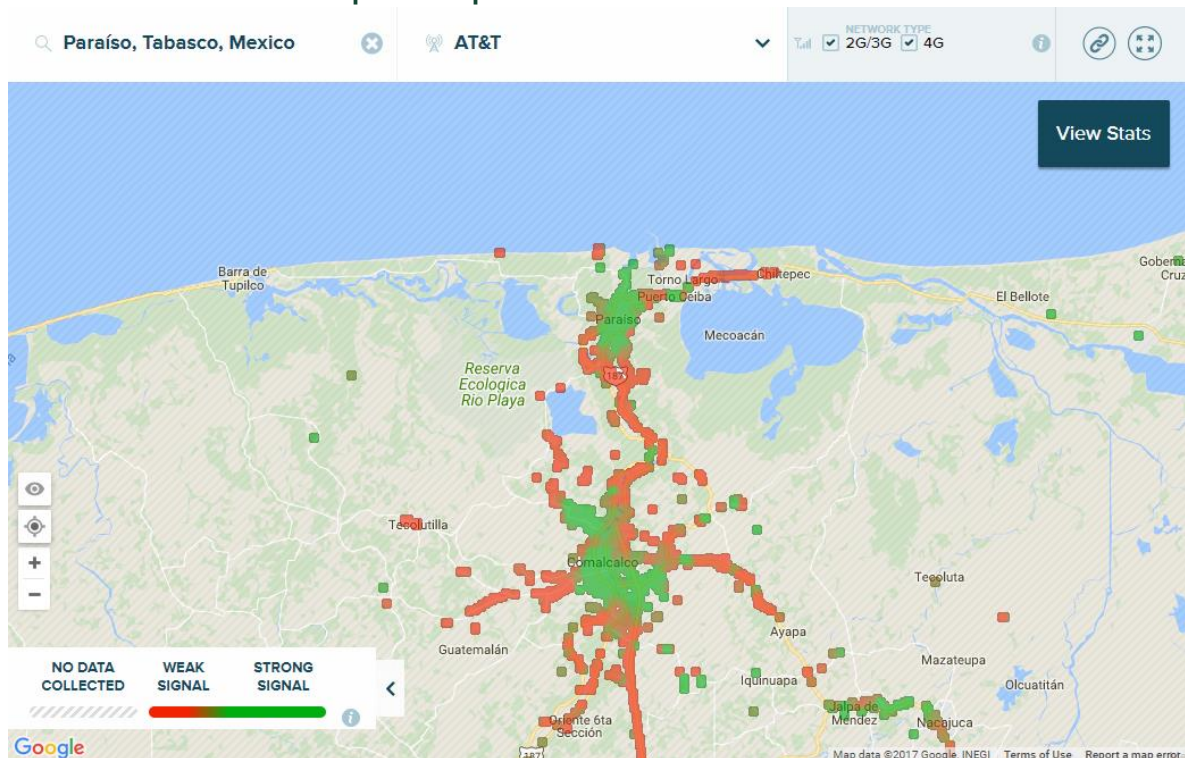 Paraíso, Tabasco, Mexico
AT&T
NETWORK TYPE
2G/3G
4G
View Stats
Barra de
Tupilco
Torno Largo
Chiltepec
Puerto Ceiba
El Bellote
Paraíso
Mecoacán
187
Reserva
Ecologica
Rio Playa
Tecolutilla
Comalcalco
Tecoluta
Ayapa
Guatemalán
Mazateupa
Iquinuapa
Olcuatitán
Jalpa de
Méndez
Nacajuca
Oriente 6ta
Sección
187
NO DATA
COLLECTED
WEAK
SIGNAL
STRONG
SIGNAL
Google
Map data ©2017 Google, INEGI
Terms of Use
Report a map error